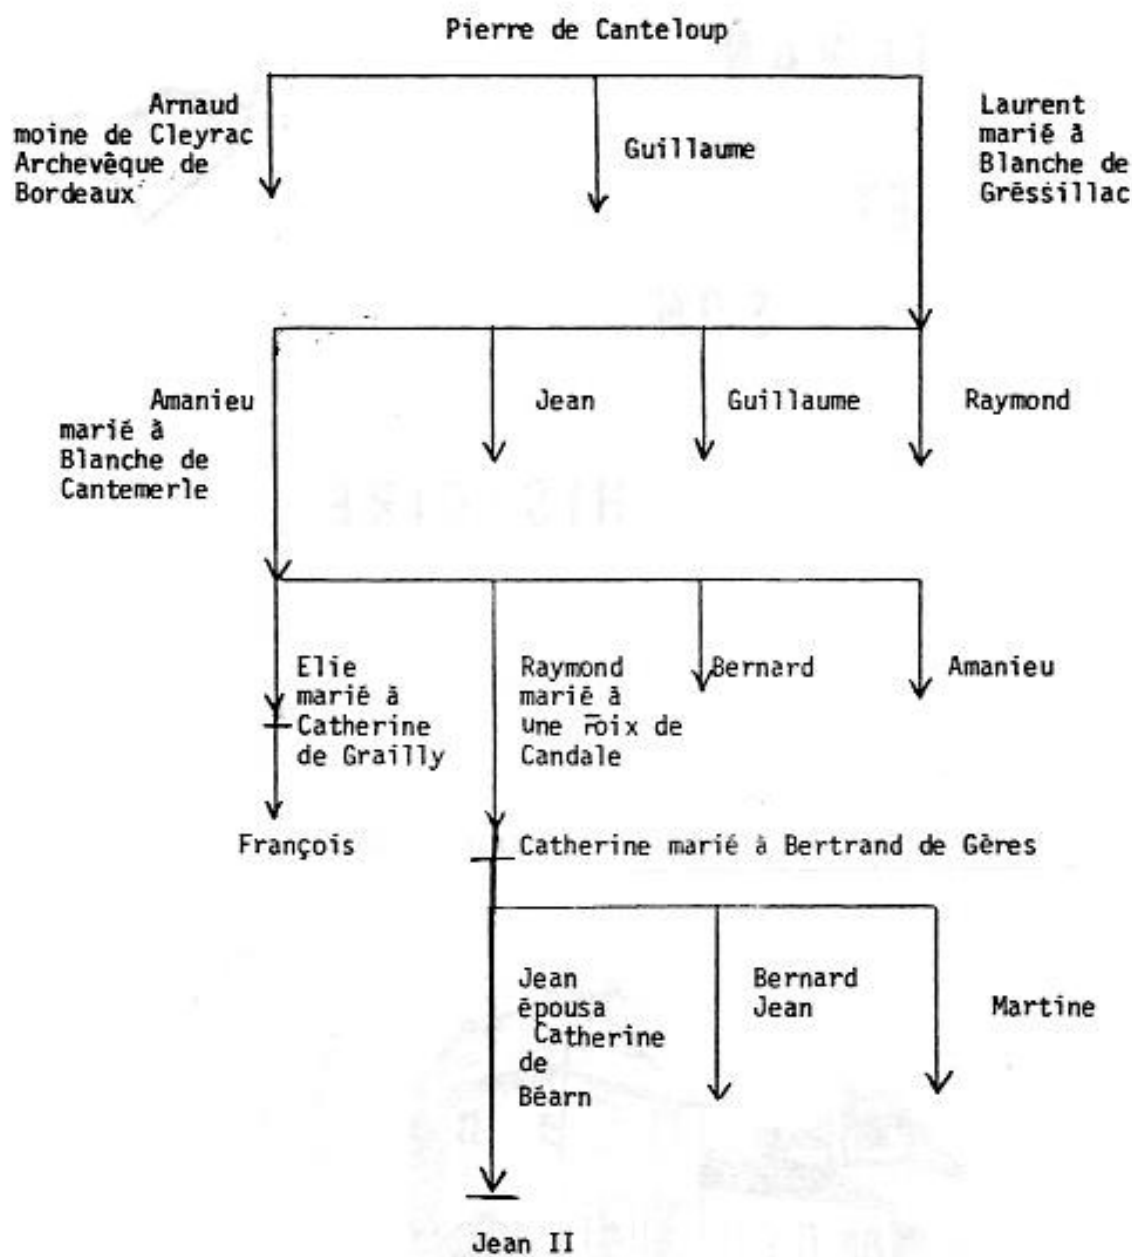 Pierre de Canteloup
Arnaud
moine de Cleyrac
Archevêque de
Bordeaux
Guillaume
Laurent
marié à
Blanche de
Gréssillac
Amanieu
marié à
Blanche de
Cantemerle
Jean
Guillaume
Raymond
Elie
marié à
Catherine
de Grailly
Raymond
marié à
une Foix de
Candale
Bernard
Amanieu
François
Catherine marié à Bertrand de Gères
Jean
épousa
Catherine
de
Béarn
Bernard
Jean
Martine
Jean II